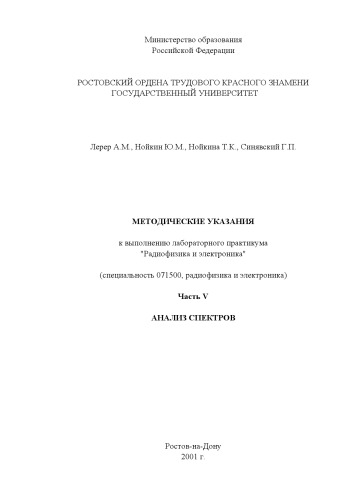 Министерство образования
Российской Федерации
РОСТОВСКИЙ ОРДЕНА ТРУДОВОГО КРАСНОГО ЗНАМЕНИ
ГОСУДАРСТВЕННЫЙ УНИВЕРСИТЕТ
Лерер А.М., Нойкин Ю.М., Нойкина Т.К., Синявский Г.П.
МЕТОДИЧЕСКИЕ УКАЗАНИЯ
к выполнению лабораторного практикума
"Радиофизика и электроника"
(специальность 071500, радиофизика и электроника)
Часть V
АНАЛИЗ СПЕКТРОВ
Ростов-на-Дону
2001 г.